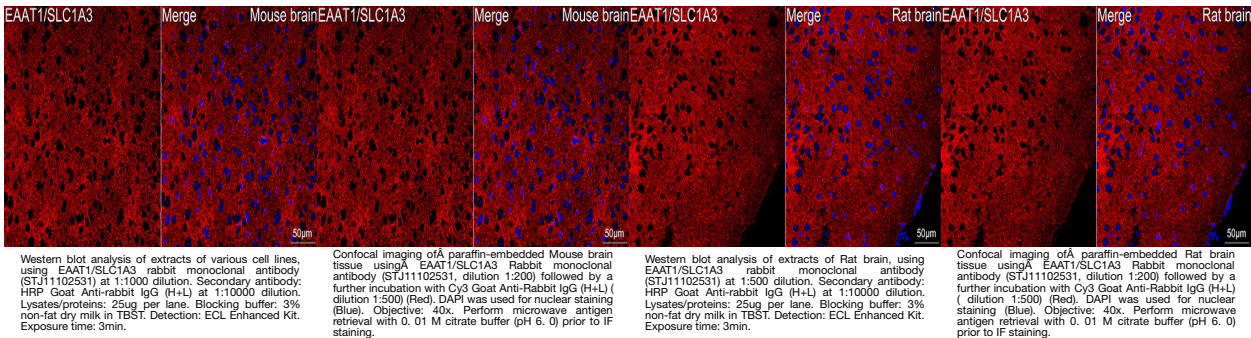 EAAT1/SLC1A3 Merge Mouse brain EAAT1/SLC1A3 Merge Mouse brain EAAT1/SLC1A3 Merge Rat brain EAAT1/SLC1A3 Merge Rat brain
50μm 50μm 50μm 50μm
Western blot analysis of extracts of various cell lines,
using EAAT1/SLC1A3 rabbit monoclonal antibody
(STJ11102531) at 1:1000 dilution. Secondary antibody:
HRP Goat Anti-rabbit IgG (H+L) at 1:10000 dilution.
Lysates/proteins: 25ug per lane. Blocking buffer: 3%
non-fat dry milk in TBST. Detection: ECL Enhanced Kit.
Exposure time: 3min.
Confocal imaging ofÂ paraffin-embedded Mouse brain
tissue usingÂ EAAT1/SLC1A3 Rabbit monoclonal
antibody (STJ11102531, dilution 1:200) followed by a
further incubation with Cy3 Goat Anti-Rabbit IgG (H+L) (
dilution 1:500) (Red). DAPI was used for nuclear staining
(Blue). Objective: 40x. Perform microwave antigen
retrieval with 0. 01 M citrate buffer (pH 6. 0) prior to IF
staining.
Western blot analysis of extracts of Rat brain, using
EAAT1/SLC1A3 rabbit monoclonal antibody
(STJ11102531) at 1:500 dilution. Secondary antibody:
HRP Goat Anti-rabbit IgG (H+L) at 1:10000 dilution.
Lysates/proteins: 25ug per lane. Blocking buffer: 3%
non-fat dry milk in TBST. Detection: ECL Enhanced Kit.
Exposure time: 3min.
Confocal imaging ofÂ paraffin-embedded Rat brain
tissue usingÂ EAAT1/SLC1A3 Rabbit monoclonal
antibody (STJ11102531, dilution 1:200) followed by a
further incubation with Cy3 Goat Anti-Rabbit IgG (H+L)
( dilution 1:500) (Red). DAPI was used for nuclear
staining (Blue). Objective: 40x. Perform microwave
antigen retrieval with 0. 01 M citrate buffer (pH 6. 0)
prior to IF staining.